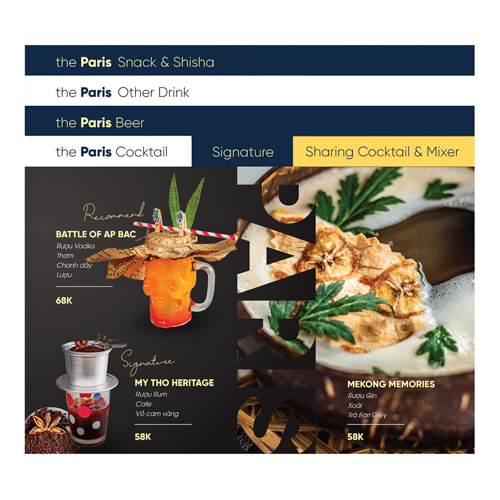 the Paris Snack & Shisha
the Paris Other Drink
the Paris Beer
the Paris Cocktail
Signature
Sharing Cocktail & Mixer
PARIS
Recommend
BATTLE OF AP BAC
Rượu Vodka
Thơm
Chanh dây
Lựu
68K
Signature
MY THO HERITAGE
Rượu Rum
Cafe
Vỏ cam vàng
58K
MEKONG MEMORIES
Rượu Gin
Xoài
Trà Earl Grey
58K